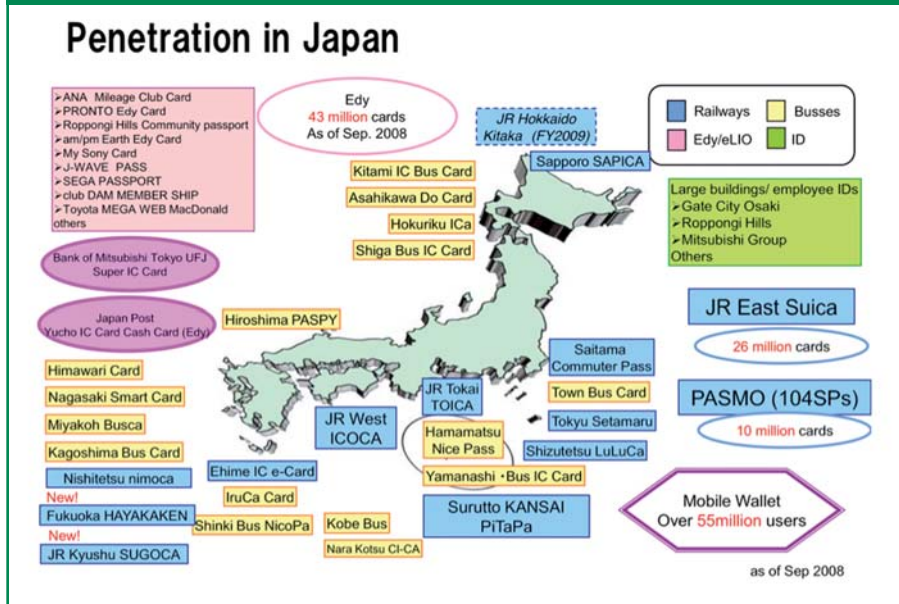 Penetration in Japan
➢ANA Mileage Club Card
➢PRONTO Edy Card
➢Roppongi Hills Community passport
➢am/pm Earth Edy Card
➢My Sony Card
➢J-WAVE PASS
➢SEGA PASSPORT
➢club DAM MEMBER SHIP
➢Toyota MEGA WEB MacDonald
others
Edy
43 million cards
As of Sep. 2008
JR Hokkaido
Kitaka (FY2009)
Sapporo SAPICA
Railways
Busses
Edy/eLIO
ID
Kitami IC Bus Card
Asahikawa Do Card
Hokuriku ICa
Shiga Bus IC Card
Large buildings/ employee IDs
➢Gate City Osaki
➢Roppongi Hills
➢Mitsubishi Group
Others
Bank of Mitsubishi Tokyo UFJ
Super IC Card
Japan Post
Yucho IC Card Cash Card (Edy)
Hiroshima PASPY
JR East Suica
26 million cards
PASMO (104SPs)
10 million cards
Himawari Card
Nagasaki Smart Card
Miyakoh Busca
Kagoshima Bus Card
Nishitetsu nimoca
New!
Fukuoka HAYAKAKEN
New!
JR Kyushu SUGOCA
Ehime IC e-Card
IruCa Card
Shinki Bus NicoPa
JR West
ICOCA
Kobe Bus
Nara Kotsu CI-CA
JR Tokai
TOICA
Hamamatsu
Nice Pass
Yamanashi・Bus IC Card
Surutto KANSAI
PiTaPa
Saitama
Commuter Pass
Town Bus Card
Tokyu Setamaru
Shizutetsu LuLuCa
Mobile Wallet
Over 55million users
as of Sep 2008